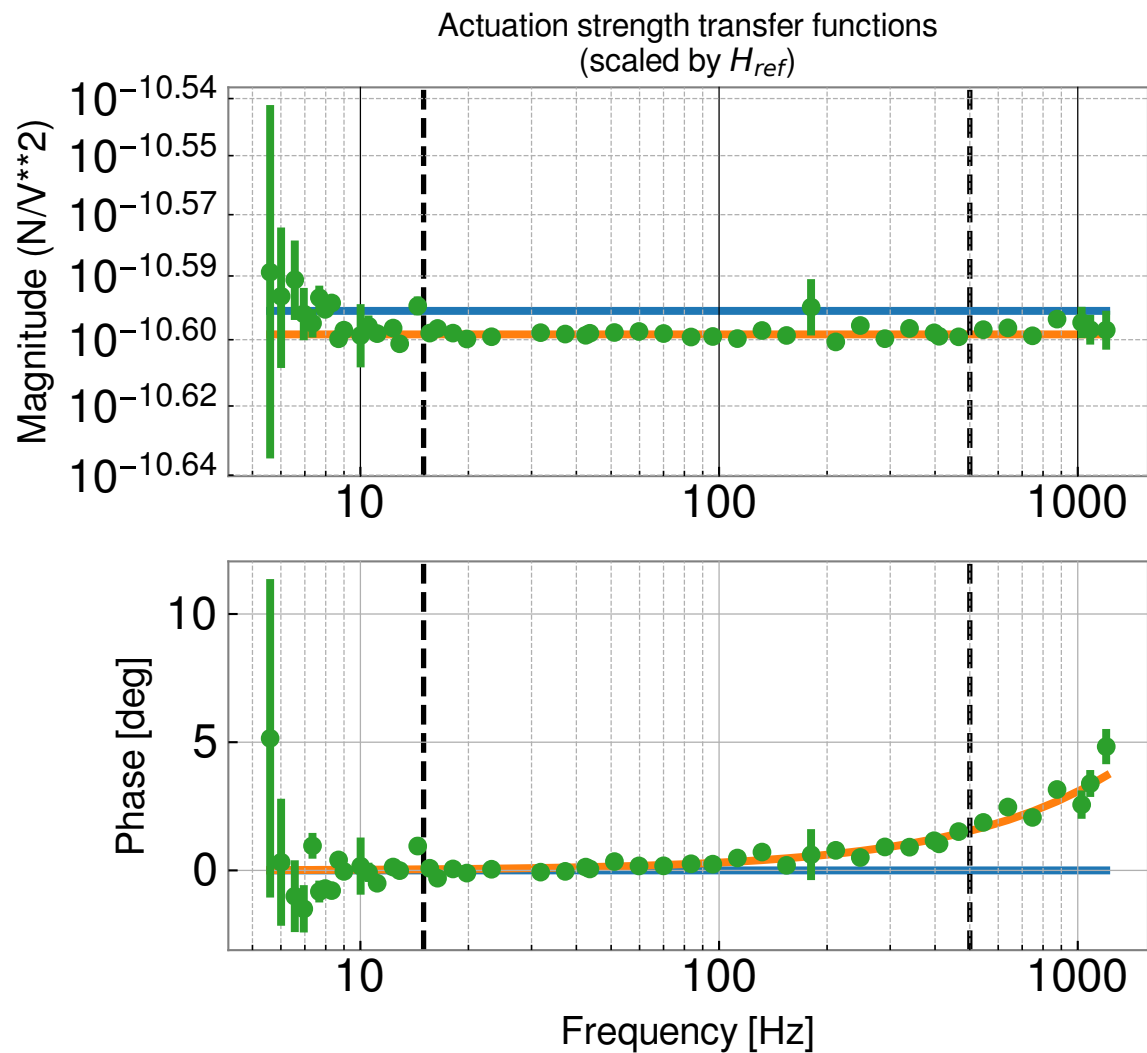 Actuation strength transfer functions
(scaled by H_ref)
Magnitude (N/V**2)
10^−10.54
10^−10.55
10^−10.57
10^−10.59
10^−10.60
10^−10.62
10^−10.64
10 100 1000
Phase [deg]
10
5
0
10 100 1000
Frequency [Hz]